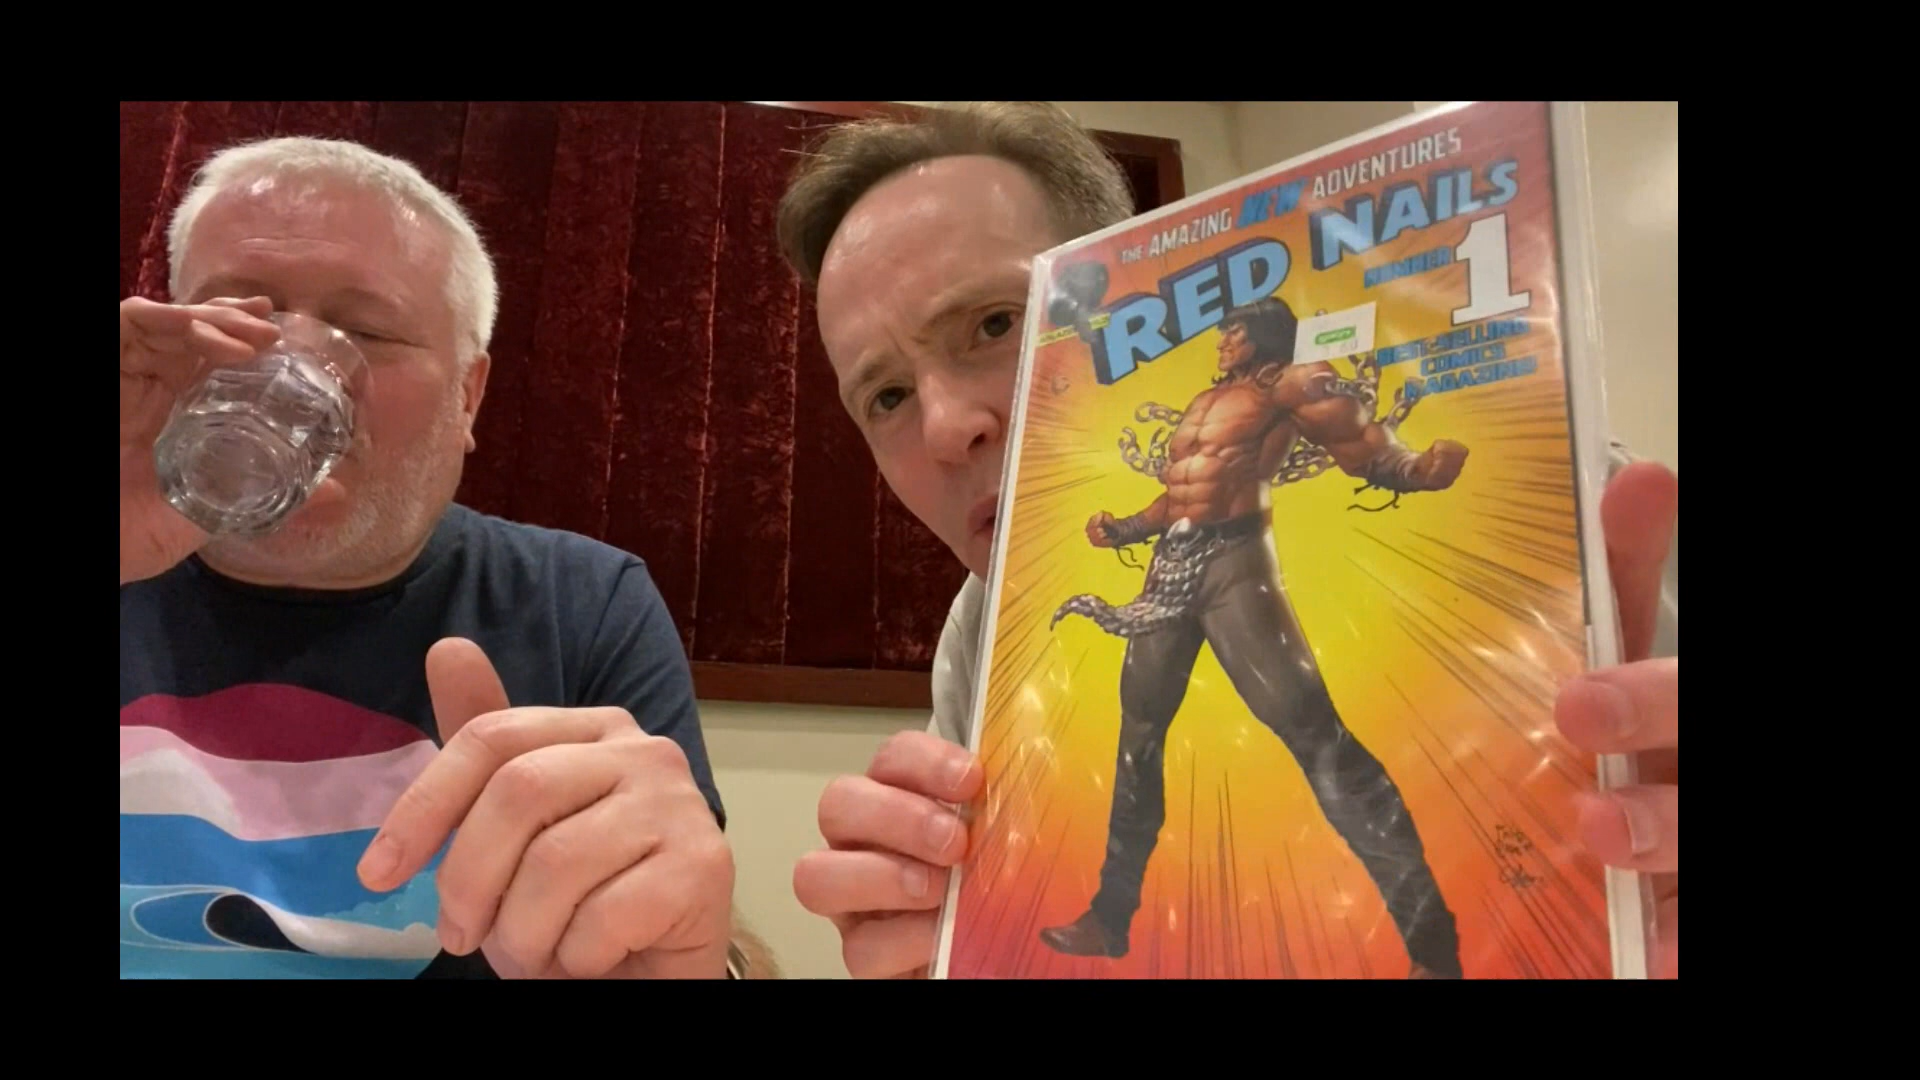 THE AMAZING NEW ADVENTURES
RED NAILS
NUMBER 1
BEST-SELLING
COMICS
MAGAZINE!